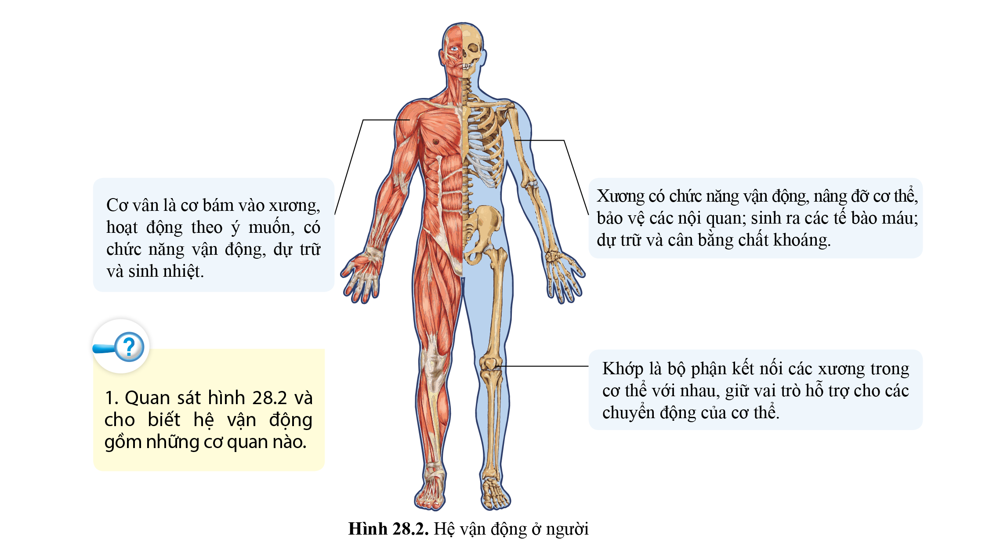 Cơ vân là cơ bám vào xương,
hoạt động theo ý muốn, có
chức năng vận động, dự trữ
và sinh nhiệt.
Xương có chức năng vận động, nâng đỡ cơ thể,
bảo vệ các nội quan; sinh ra các tế bào máu;
dự trữ và cân bằng chất khoáng.
?
1. Quan sát hình 28.2 và
cho biết hệ vận động
gồm những cơ quan nào.
Khớp là bộ phận kết nối các xương trong
cơ thể với nhau, giữ vai trò hỗ trợ cho các
chuyển động của cơ thể.
Hình 28.2. Hệ vận động ở người